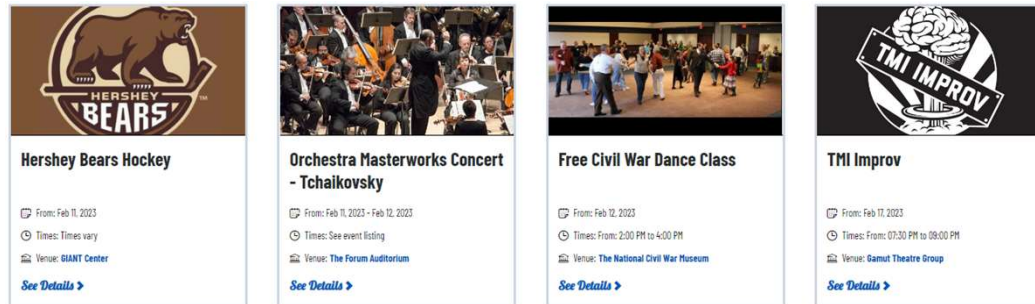 HERSHEY
BEARS
TM
Hershey Bears Hockey
From: Feb 11, 2023
Times: Times vary
Venue: GIANT Center
See Details >
Orchestra Masterworks Concert
- Tchaikovsky
From: Feb 11, 2023 - Feb 12, 2023
Times: See event listing
Venue: The Forum Auditorium
See Details >
Free Civil War Dance Class
From: Feb 12, 2023
Times: From: 2:00 PM to 4:00 PM
Venue: The National Civil War Museum
See Details >
TMI IMPROV
TMI Improv
From: Feb 17, 2023
Times: From: 07:30 PM to 09:00 PM
Venue: Gamut Theatre Group
See Details >